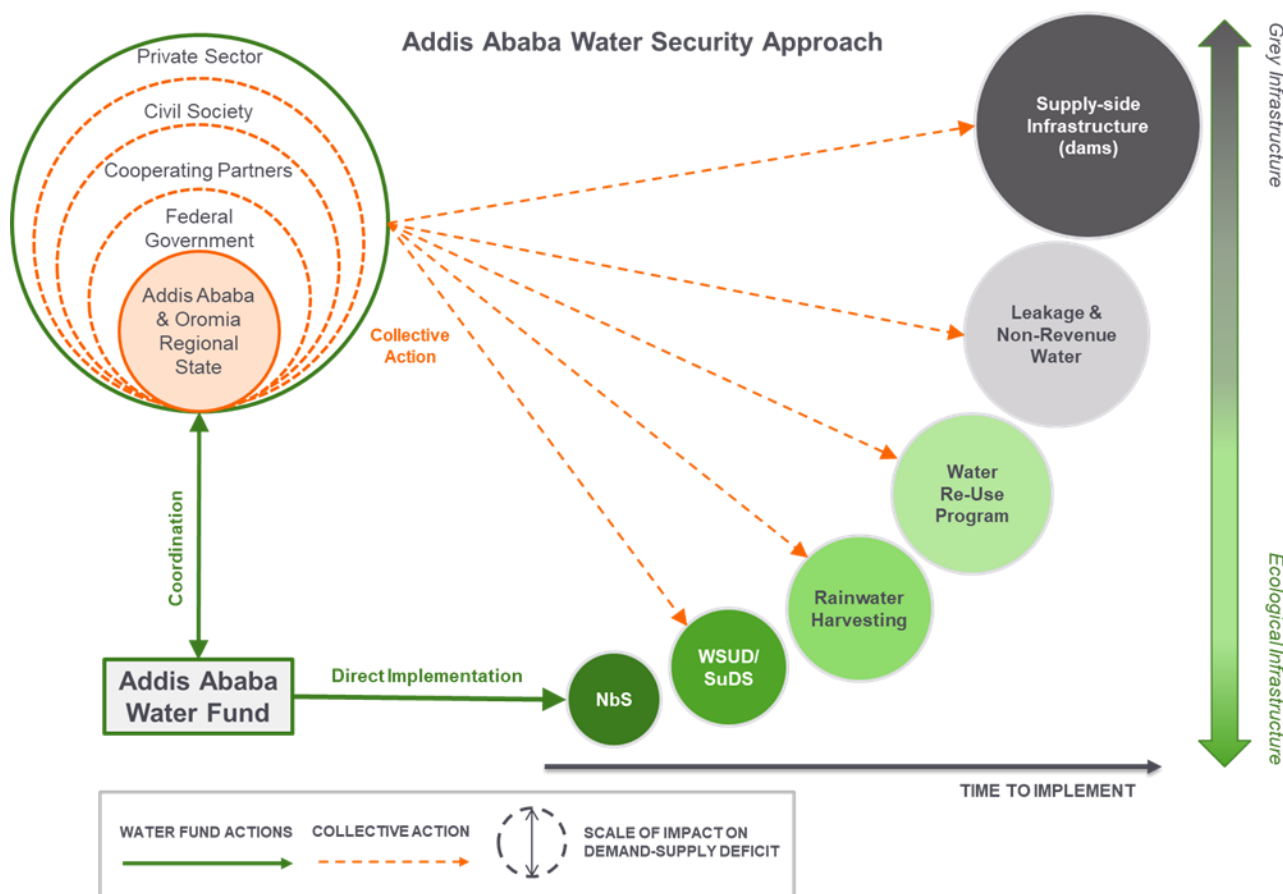 Addis Ababa Water Security Approach
Private Sector
Civil Society
Cooperating Partners
Federal
Government
Addis Ababa
& Oromia
Regional
State
Collective
Action
Supply-side
Infrastructure
(dams)
Leakage &
Non-Revenue
Water
Water
Re-Use
Program
Rainwater
Harvesting
WSUD/
SuDS
NbS
Grey Infrastructure
Ecological Infrastructure
Coordination
Addis Ababa
Water Fund
Direct Implementation
TIME TO IMPLEMENT
WATER FUND ACTIONS
COLLECTIVE ACTION
SCALE OF IMPACT ON
DEMAND-SUPPLY DEFICIT